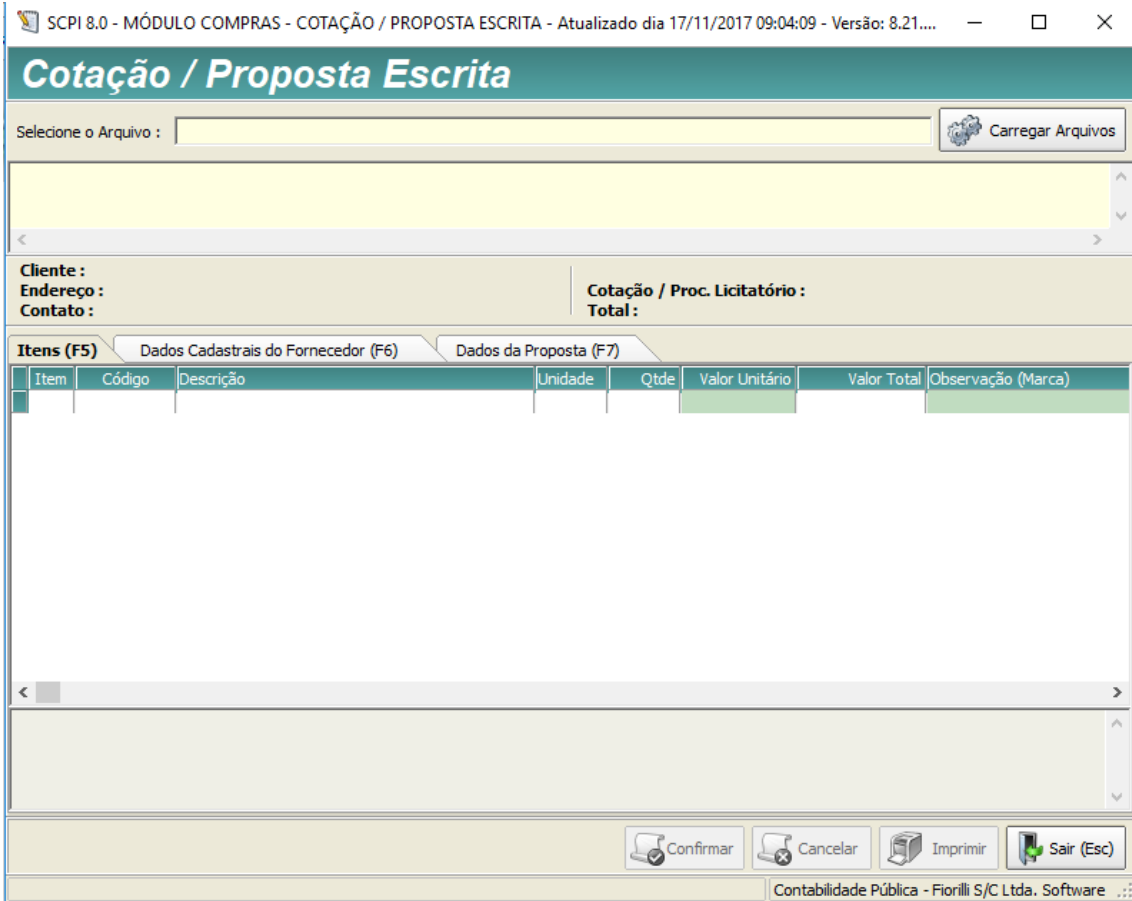 SCPI 8.0 - MÓDULO COMPRAS - COTAÇÃO / PROPOSTA ESCRITA - Atualizado dia 17/11/2017 09:04:09 - Versão: 8.21....
Cotação / Proposta Escrita
Selecione o Arquivo :
Carregar Arquivos
Cliente :
Endereço :
Contato :
Cotação / Proc. Licitatório :
Total :
Itens (F5) Dados Cadastrais do Fornecedor (F6) Dados da Proposta (F7)
Item Código Descrição Unidade Qtde Valor Unitário Valor Total Observação (Marca)
Confirmar Cancelar Imprimir Sair (Esc)
Contabilidade Pública - Fiorilli S/C Ltda. Software